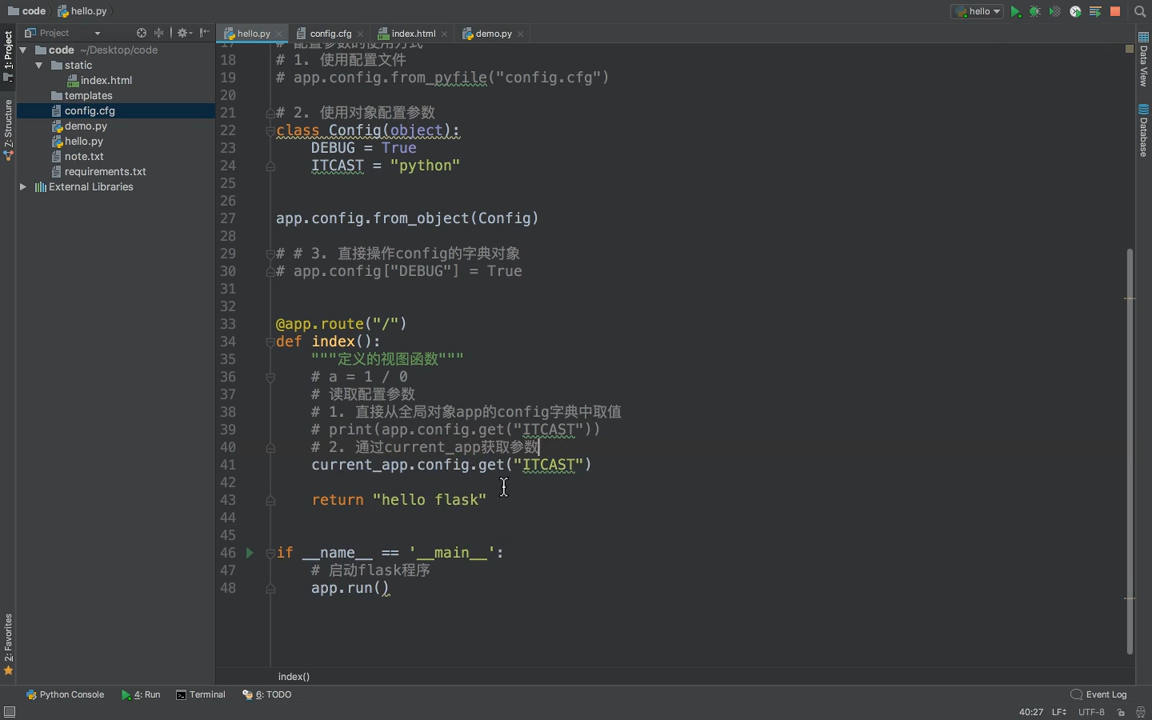 code hello.py
hello
Project
hello.py config.cfg index.html demo.py
1: Project
Z: Structure
2: Favorites
code ~/Desktop/code
static
index.html
templates
config.cfg
demo.py
hello.py
note.txt
requirements.txt
External Libraries
17 # 配置参数的使用方式
18 # 1. 使用配置文件
19 # app.config.from_pyfile("config.cfg")
20
21 # 2. 使用对象配置参数
22 class Config(object):
23 DEBUG = True
24 ITCAST = "python"
25
26
27 app.config.from_object(Config)
28
29 # # 3. 直接操作config的字典对象
30 # app.config["DEBUG"] = True
31
32
33 @app.route("/")
34 def index():
35 """定义的视图函数"""
36 # a = 1 / 0
37 # 读取配置参数
38 # 1. 直接从全局对象app的config字典中取值
39 # print(app.config.get("ITCAST"))
40 # 2. 通过current_app获取参数
41 current_app.config.get("ITCAST")
42
43 return "hello flask"
44
45
46 if __name__ == '__main__':
47 # 启动flask程序
48 app.run()
index()
Data View
Database
Python Console 4: Run Terminal 6: TODO Event Log
40:27 LF÷ UTF-8